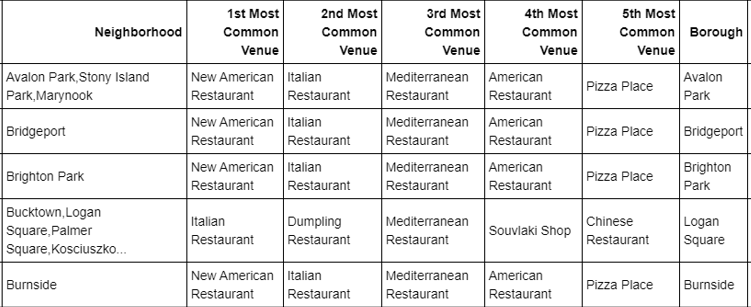 Neighborhood 1st Most Common Venue 2nd Most Common Venue 3rd Most Common Venue 4th Most Common Venue 5th Most Common Venue Borough
Avalon Park,Stony Island Park,Marynook New American Restaurant Italian Restaurant Mediterranean Restaurant American Restaurant Pizza Place Avalon Park
Bridgeport New American Restaurant Italian Restaurant Mediterranean Restaurant American Restaurant Pizza Place Bridgeport
Brighton Park New American Restaurant Italian Restaurant Mediterranean Restaurant American Restaurant Pizza Place Brighton Park
Bucktown,Logan Square,Palmer Square,Kosciuszko... Italian Restaurant Dumpling Restaurant Mediterranean Restaurant Souvlaki Shop Chinese Restaurant Logan Square
Burnside New American Restaurant Italian Restaurant Mediterranean Restaurant American Restaurant Pizza Place Burnside